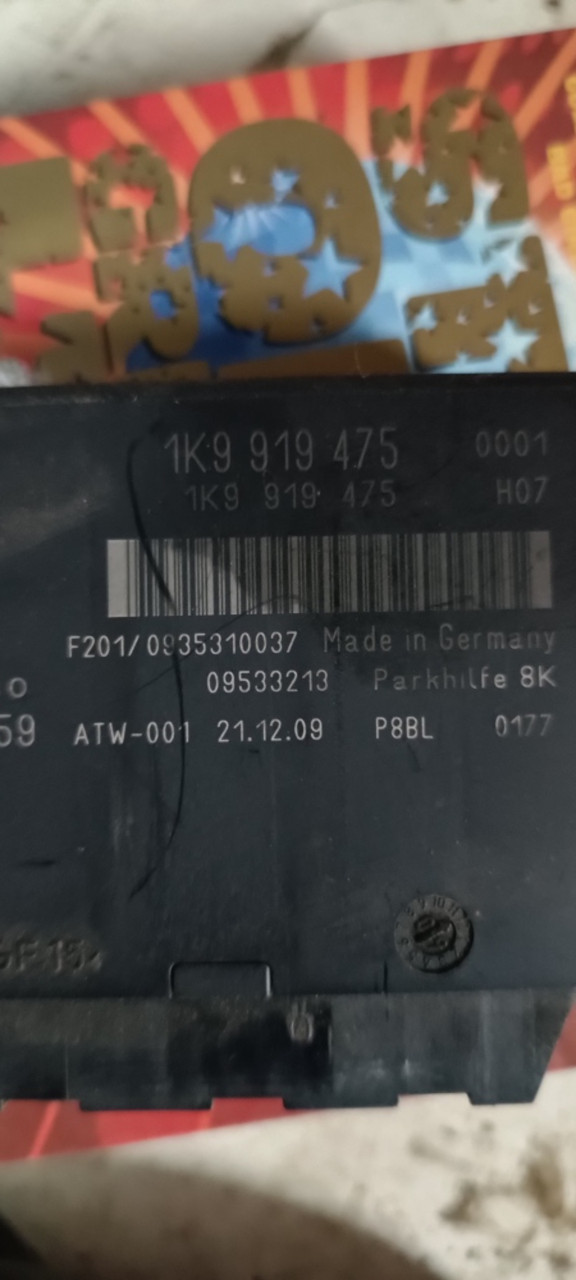 1K9 919 475 0001
1K9 919 475 H07
F201/0935310037 Made in Germany
09533213 Parkhilfe 8K
59 ATW-001 21.12.09 P8BL 0177